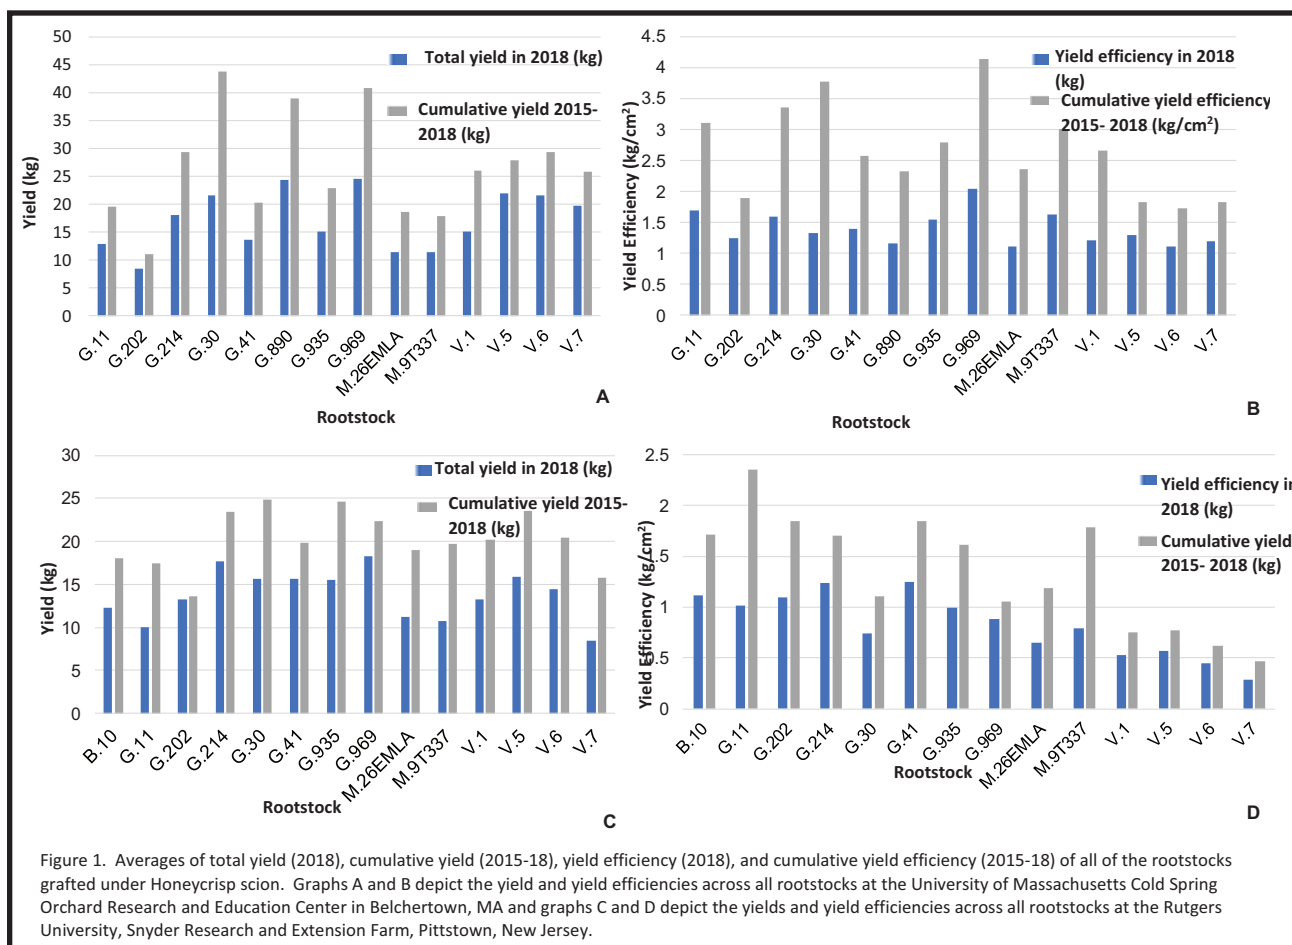 50
45
40
35
30
25
20
15
10
5
0
Yield (kg)
Total yield in 2018 (kg)
Cumulative yield 2015-
2018 (kg)
G.11
G.202
G.214
G.30
G.41
G.890
G.935
G.969
M.26EMLA
M.9T337
V.1
V.5
V.6
V.7
Rootstock
A
4.5
4
3.5
3
2.5
2
1.5
1
0.5
0
Yield Efficiency (kg/cm²)
Yield efficiency in 2018
(kg)
Cumulative yield efficiency
2015- 2018 (kg/cm²)
G.11
G.202
G.214
G.30
G.41
G.890
G.935
G.969
M.26EMLA
M.9T337
V.1
V.5
V.6
V.7
Rootstock
B
30
25
20
15
10
5
0
Yield (kg)
Total yield in 2018 (kg)
Cumulative yield 2015-
2018 (kg)
B.10
G.11
G.202
G.214
G.30
G.41
G.935
G.969
M.26EMLA
M.9T337
V.1
V.5
V.6
V.7
Rootstock
C
2.5
2
1.5
1
0.5
0
Yield Efficiency (kg/cm²)
Yield efficiency in
2018 (kg)
Cumulative yield
2015- 2018 (kg)
B.10
G.11
G.202
G.214
G.30
G.41
G.935
G.969
M.26EMLA
M.9T337
V.1
V.5
V.6
V.7
Rootstock
D
Figure 1. Averages of total yield (2018), cumulative yield (2015-18), yield efficiency (2018), and cumulative yield efficiency (2015-18) of all of the rootstocks
grafted under Honeycrisp scion. Graphs A and B depict the yield and yield efficiencies across all rootstocks at the University of Massachusetts Cold Spring
Orchard Research and Education Center in Belchertown, MA and graphs C and D depict the yields and yield efficiencies across all rootstocks at the Rutgers
University, Snyder Research and Extension Farm, Pittstown, New Jersey.